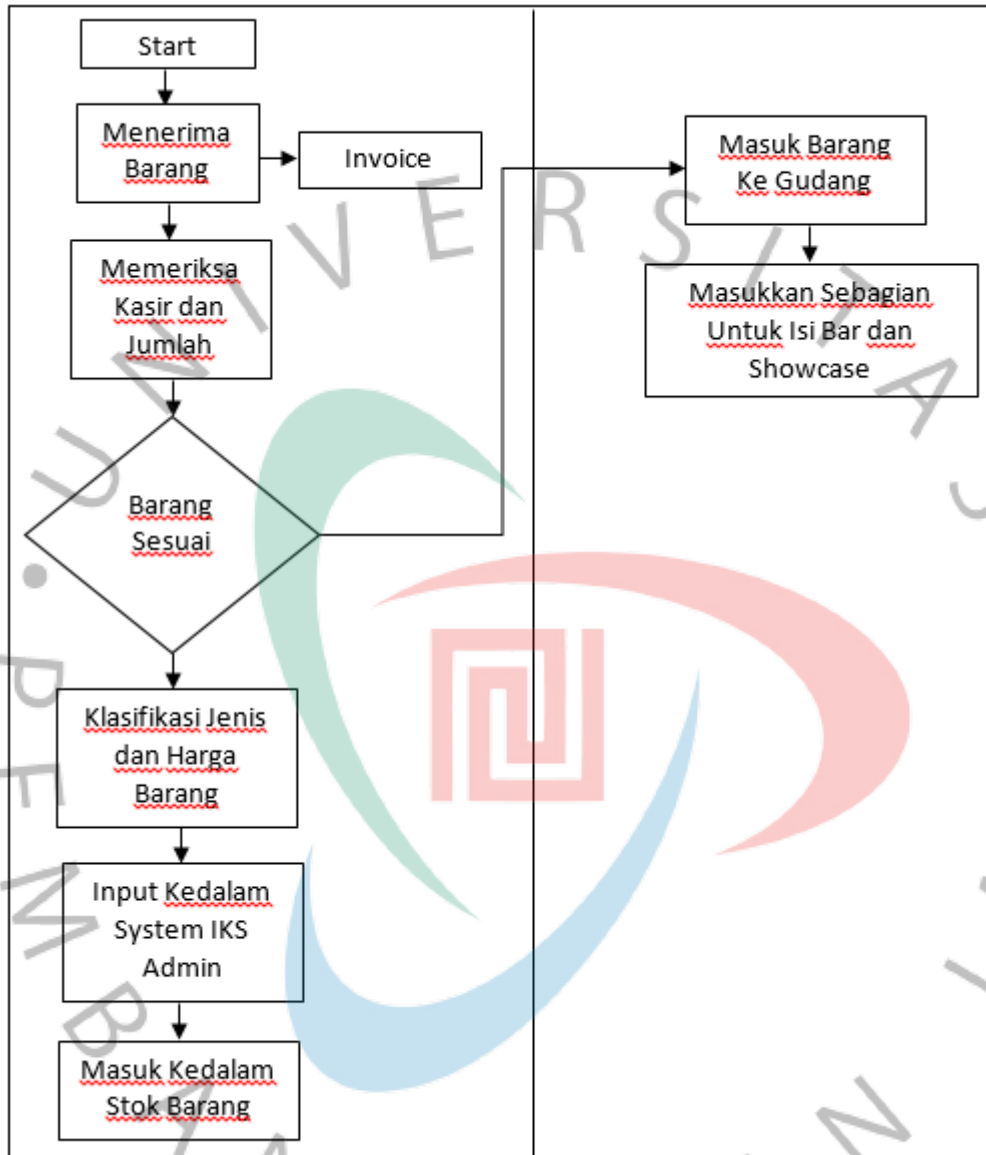 Start
Menerima
Barang
Invoice
Memeriksa
Kasir dan
Jumlah
Barang
Sesuai
Klasifikasi Jenis
dan Harga
Barang
Input Kedalam
System IKS
Admin
Masuk Kedalam
Stok Barang
Masuk Barang
Ke Gudang
Masukkan Sebagian
Untuk Isi Bar dan
Showcase
UNIVERSITAS